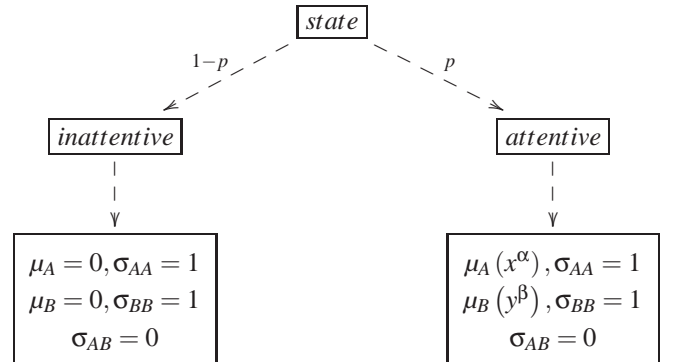 state
1−p p
inattentive attentive
μ_A = 0, σ_AA = 1 μ_A (x^α), σ_AA = 1
μ_B = 0, σ_BB = 1 μ_B (y^β), σ_BB = 1
σ_AB = 0 σ_AB = 0